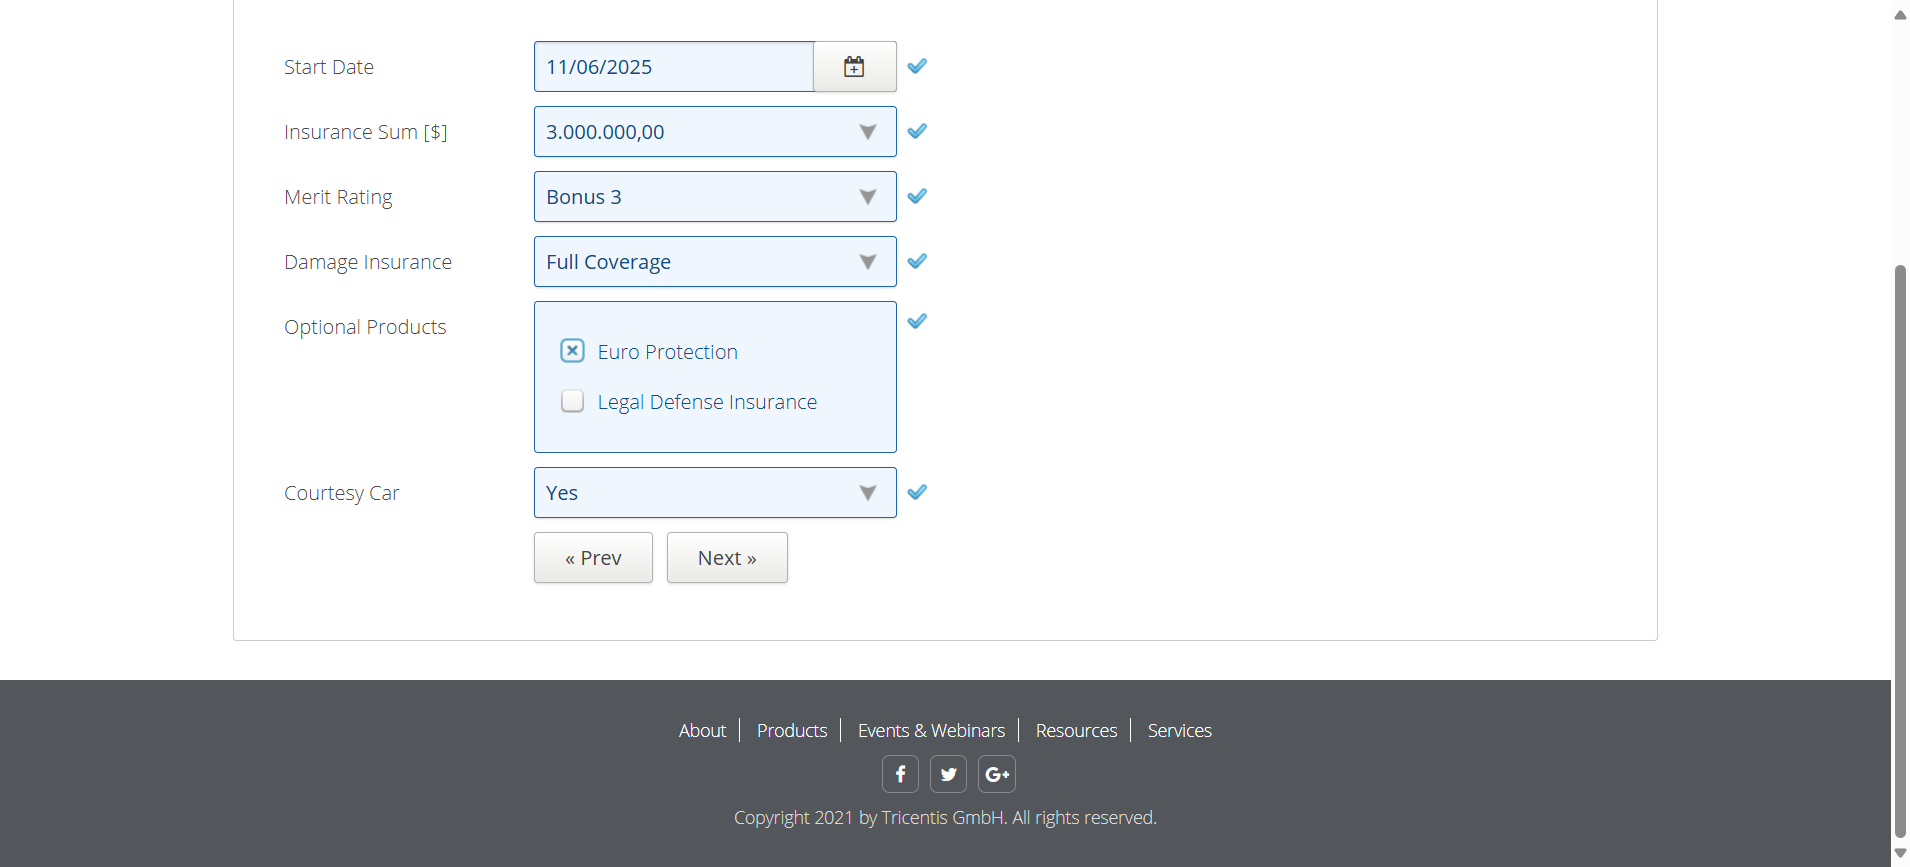 Start Date 11/06/2025
Insurance Sum [$] 3.000.000,00
Merit Rating Bonus 3
Damage Insurance Full Coverage
Optional Products
Euro Protection
Legal Defense Insurance
Courtesy Car Yes
« Prev Next »
About Products Events & Webinars Resources Services
f G+
Copyright 2021 by Tricentis GmbH. All rights reserved.